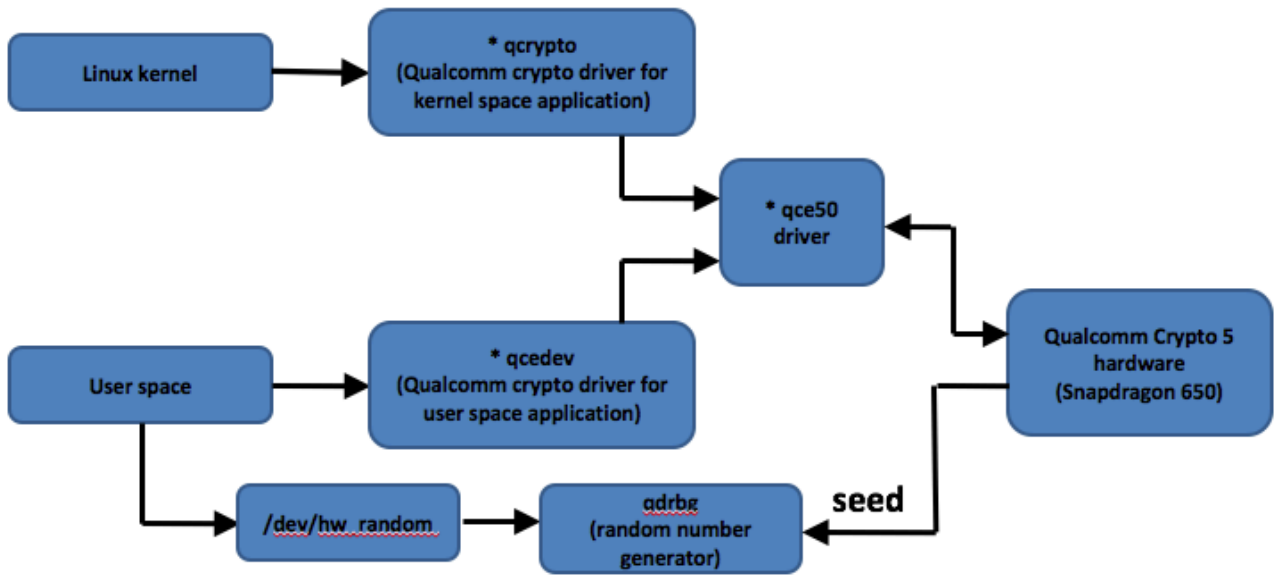 Linux kernel
* qcrypto
(Qualcomm crypto driver for
kernel space application)
* qce50
driver
Qualcomm Crypto 5
hardware
(Snapdragon 650)
User space
* qcedev
(Qualcomm crypto driver for
user space application)
/dev/hw_random
qdrbg
(random number
generator)
seed